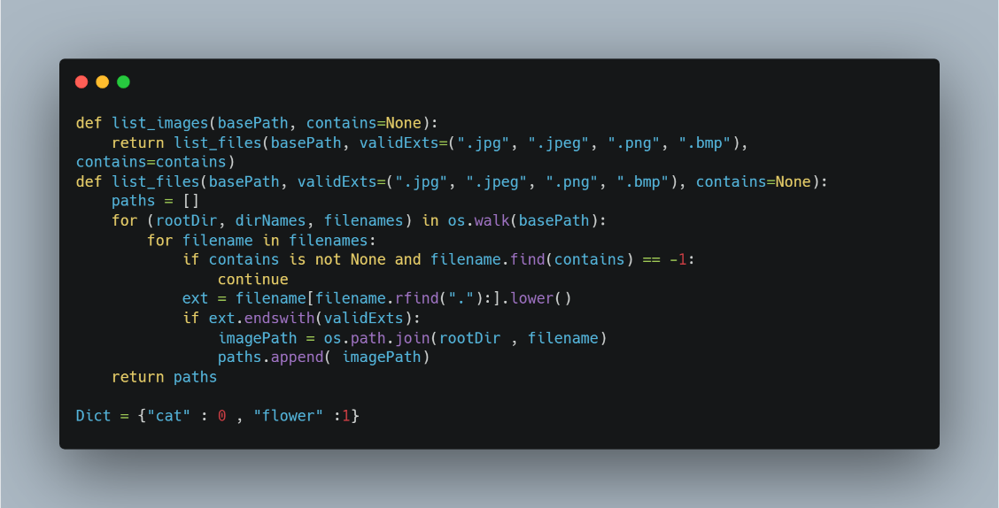 def list_images(basePath, contains=None):
    return list_files(basePath, validExts=(".jpg", ".jpeg", ".png", ".bmp"),
contains=contains)
def list_files(basePath, validExts=(".jpg", ".jpeg", ".png", ".bmp"), contains=None):
    paths = []
    for (rootDir, dirNames, filenames) in os.walk(basePath):
        for filename in filenames:
            if contains is not None and filename.find(contains) == -1:
                continue
            ext = filename[filename.rfind("."):].lower()
            if ext.endswith(validExts):
                imagePath = os.path.join(rootDir , filename)
                paths.append( imagePath)
    return paths

Dict = {"cat" : 0 , "flower" :1}